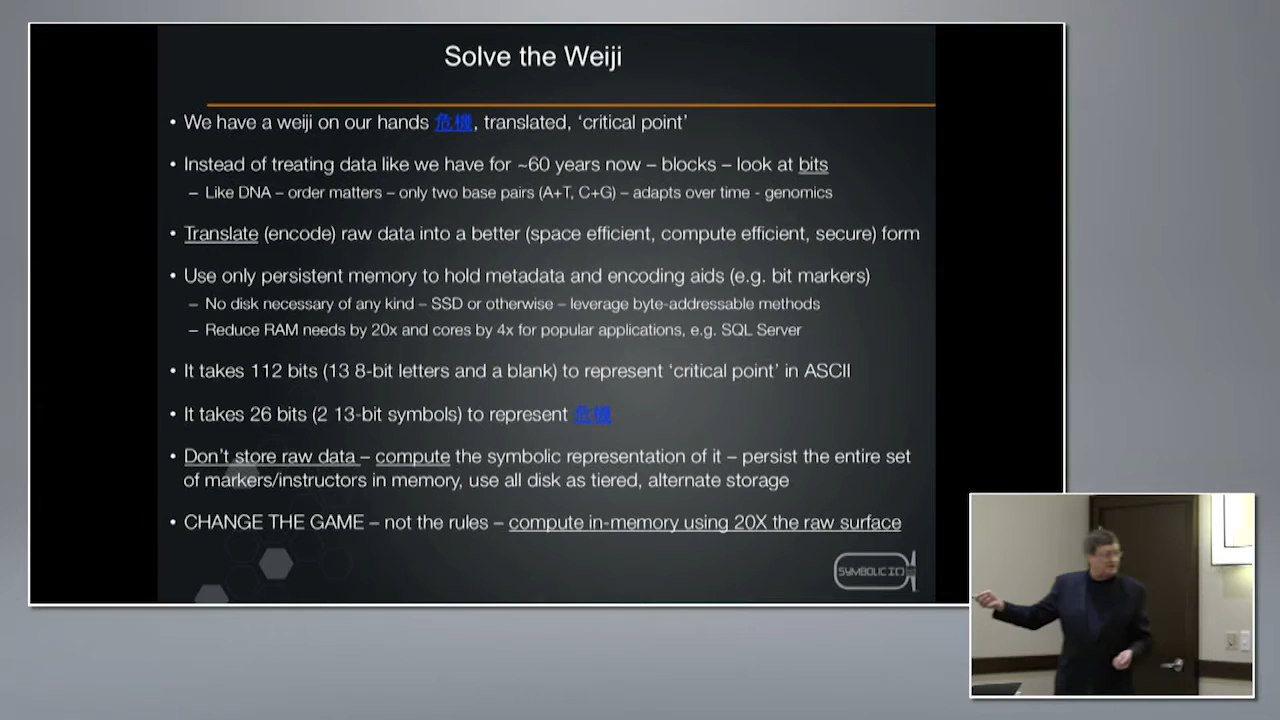 Solve the Weiji
• We have a weiji on our hands 危機, translated, ‘critical point’
• Instead of treating data like we have for ~60 years now – blocks – look at bits
– Like DNA – order matters – only two base pairs (A+T, C+G) – adapts over time - genomics
• Translate (encode) raw data into a better (space efficient, compute efficient, secure) form
• Use only persistent memory to hold metadata and encoding aids (e.g. bit markers)
– No disk necessary of any kind – SSD or otherwise – leverage byte-addressable methods
– Reduce RAM needs by 20x and cores by 4x for popular applications, e.g. SQL Server
• It takes 112 bits (13 8-bit letters and a blank) to represent ‘critical point’ in ASCII
• It takes 26 bits (2 13-bit symbols) to represent 危機
• Don’t store raw data – compute the symbolic representation of it – persist the entire set
of markers/instructors in memory, use all disk as tiered, alternate storage
• CHANGE THE GAME – not the rules – compute in-memory using 20X the raw surface
SYMBOLIC IO